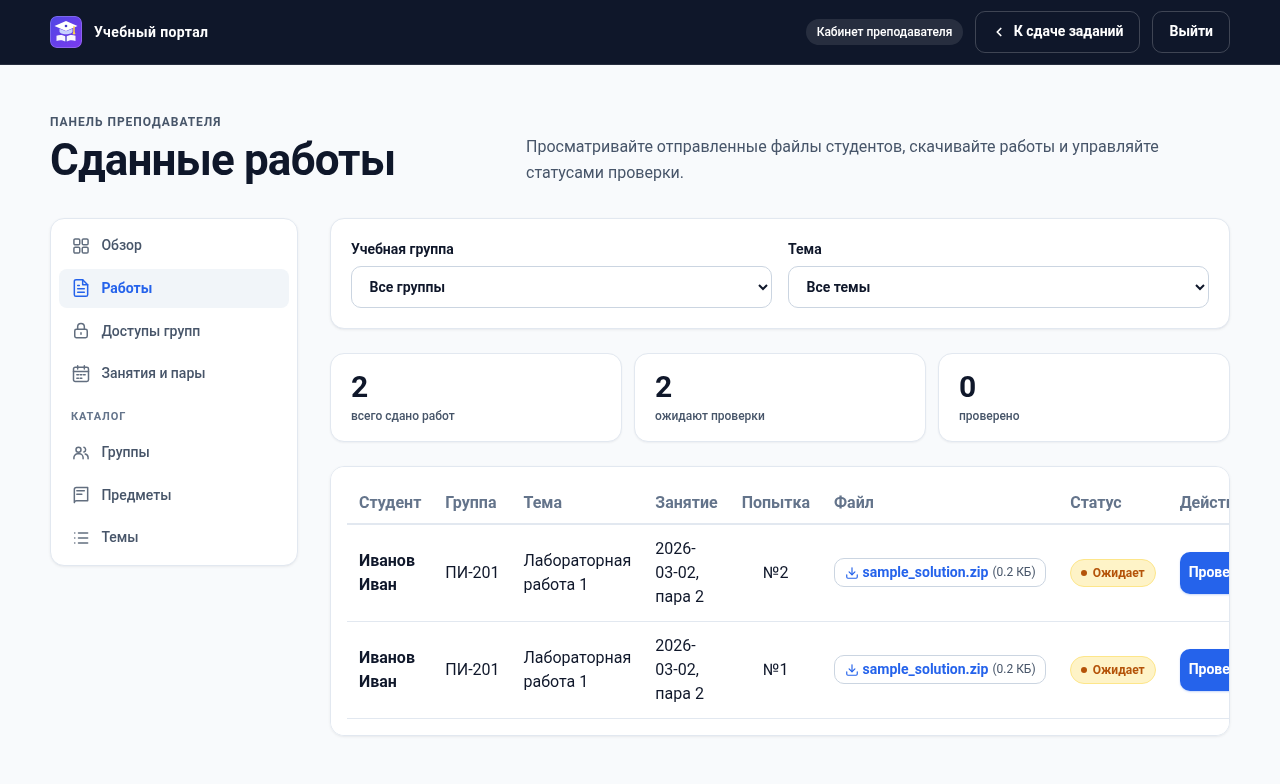 Учебный портал
Кабинет преподавателя
К сдаче заданий
Выйти
ПАНЕЛЬ ПРЕПОДАВАТЕЛЯ
Сданные работы
Просматривайте отправленные файлы студентов, скачивайте работы и управляйте
статусами проверки.
Обзор
Работы
Доступы групп
Занятия и пары
КАТАЛОГ
Группы
Предметы
Темы
Учебная группа
Тема
Все группы
Все темы
2
всего сдано работ
2
ожидают проверки
0
проверено
Студент Группа Тема Занятие Попытка Файл Статус Действ
Иванов
Иван
ПИ-201
Лабораторная
работа 1
2026-
03-02,
пара 2
№2
sample_solution.zip (0.2 КБ)
Ожидает
Прове
Иванов
Иван
ПИ-201
Лабораторная
работа 1
2026-
03-02,
пара 2
№1
sample_solution.zip (0.2 КБ)
Ожидает
Прове